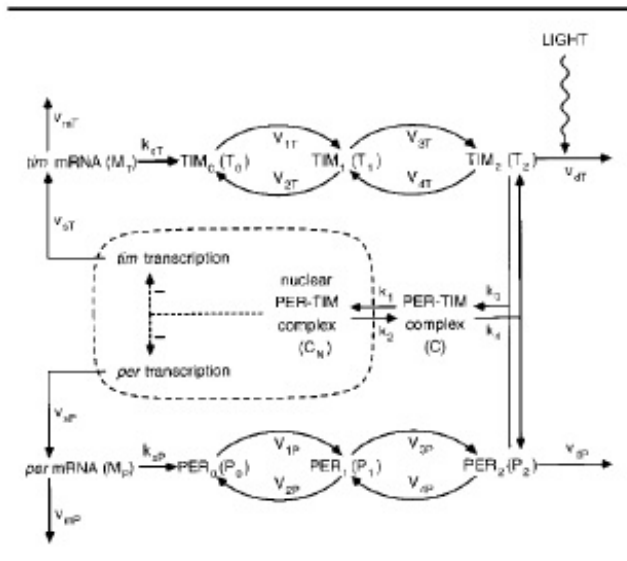 LIGHT
v_mT
k_sT
V_1T
V_3T
tim mRNA (M_T)
TIM_0 (T_0)
TIM_1 (T_1)
TIM_2 (T_2)
V_2T
V_4T
v_dT
v_sT
tim transcription
–
nuclear
PER-TIM
complex
(C_N)
k_1
k_2
PER-TIM
complex
(C)
k_3
k_4
–
per transcription
v_sP
k_sP
V_1P
V_3P
per mRNA (M_P)
PER_0 (P_0)
PER_1 (P_1)
PER_2 (P_2)
v_dP
V_2P
V_4P
v_mP